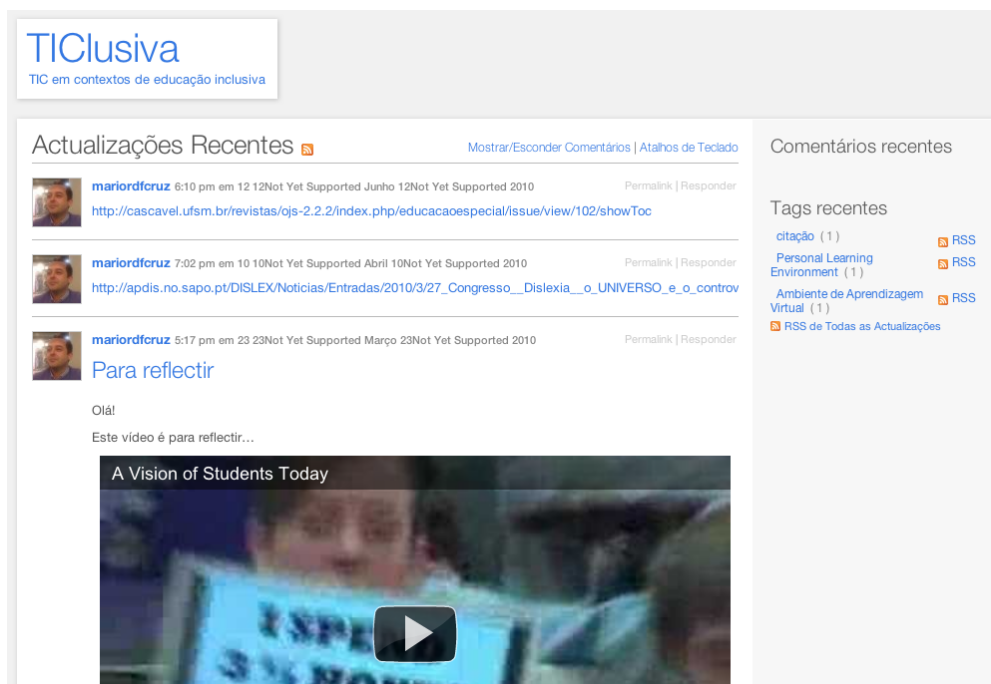 TIClusiva
TIC em contextos de educação inclusiva
Actualizações Recentes
Mostrar/Esconder Comentários | Atalhos de Teclado
mariordfcruz 6:10 pm em 12 12Not Yet Supported Junho 12Not Yet Supported 2010
Permalink | Responder
http://cascavel.ufsm.br/revistas/ojs-2.2.2/index.php/educacaoespecial/issue/view/102/showToc
mariordfcruz 7:02 pm em 10 10Not Yet Supported Abril 10Not Yet Supported 2010
Permalink | Responder
http://apdis.no.sapo.pt/DISLEX/Noticias/Entradas/2010/3/27_Congresso__Dislexia__o_UNIVERSO_e_o_controv
mariordfcruz 5:17 pm em 23 23Not Yet Supported Março 23Not Yet Supported 2010
Permalink | Responder
Para reflectir
Olá!
Este vídeo é para reflectir...
A Vision of Students Today
I SPEND
3 ½ HOURS
Comentários recentes
Tags recentes
citação (1)
RSS
Personal Learning
Environment (1)
RSS
Ambiente de Aprendizagem
Virtual (1)
RSS
RSS de Todas as Actualizações